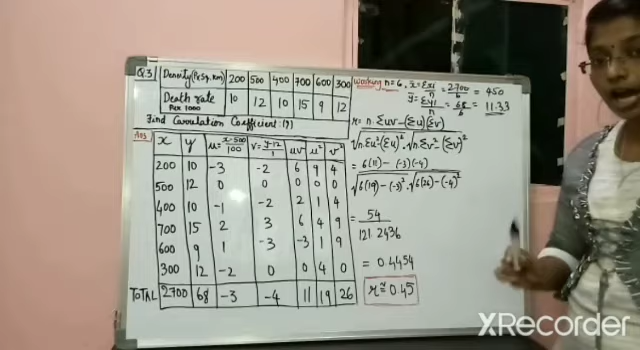 Q.3 Density (Per Sq. Km) 200 500 400 700 600 300
Death rate Per 1000 10 12 10 15 9 12
Find Correlation Coefficient (r)
Ans
x y u=x-500/100 v=y-12/1 uv u² v²
200 10 -3 -2 6 9 4
500 12 0 0 0 0 0
400 10 -1 -2 2 1 4
700 15 2 3 6 4 9
600 9 1 -3 -3 1 9
300 12 -2 0 0 4 0
TOTAL 2700 68 -3 -4 11 19 26
Working n=6, x̄=Σxi/n=2700/6=450
ȳ=Σyi/n=68/6=11.33
r=n.Σuv-(Σu)(Σv)
√n.Σu²-(Σu)².√n.Σv²-(Σv)²
=6(11)-(-3)(-4)
√6(19)-(-3)².√6(26)-(-4)²
=54
121.2436
=0.4454
r≅0.45
XRecorder